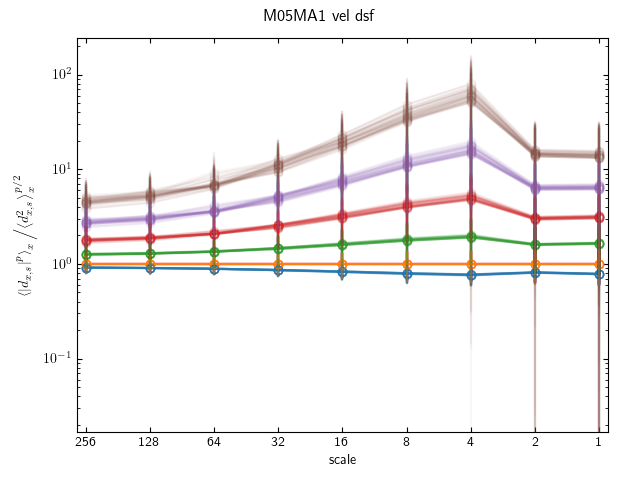 M05MA1 vel dsf
10²
10¹
10⁰
10⁻¹
⟨|d_{x,s}|^p⟩_x / ⟨d²_{x,s}⟩_x^{p/2}
256 128 64 32 16 8 4 2 1
scale